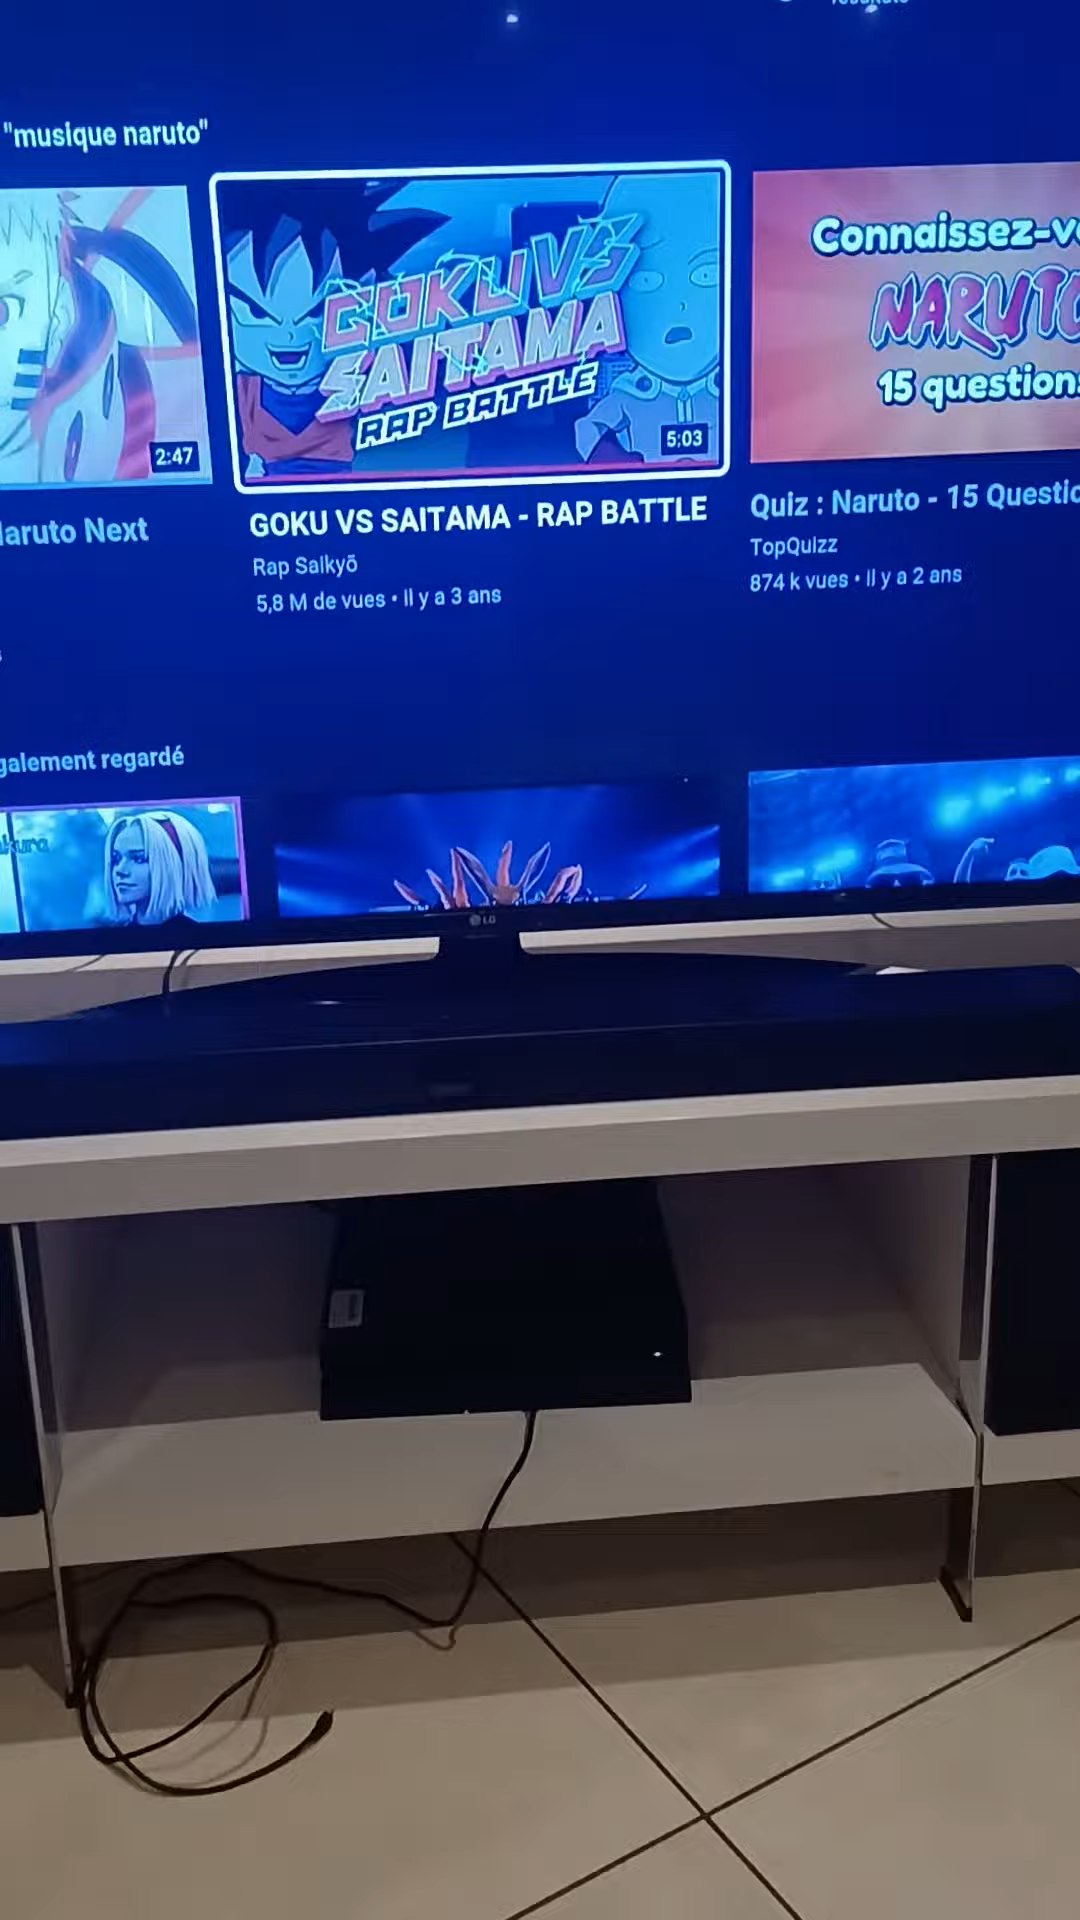 "musique naruto"
GOKU VS
SAITAMA
RAP BATTLE
2:47
5:03
Connaissez-v
NARUTO
15 question
Naruto Next
GOKU VS SAITAMA - RAP BATTLE
Rap Saikyō
5,8 M de vues • Il y a 3 ans
Quiz : Naruto - 15 Questio
TopQuizz
874 k vues • Il y a 2 ans
galement regardé
LG